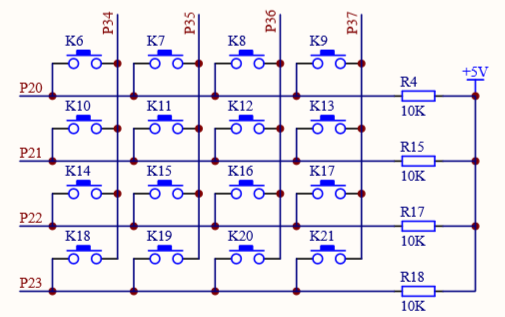 P34 P35 P36 P37
K6 K7 K8 K9
R4 +5V
P20
10K
K10 K11 K12 K13
R15
P21
10K
K14 K15 K16 K17
R17
P22
10K
K18 K19 K20 K21
R18
P23
10K